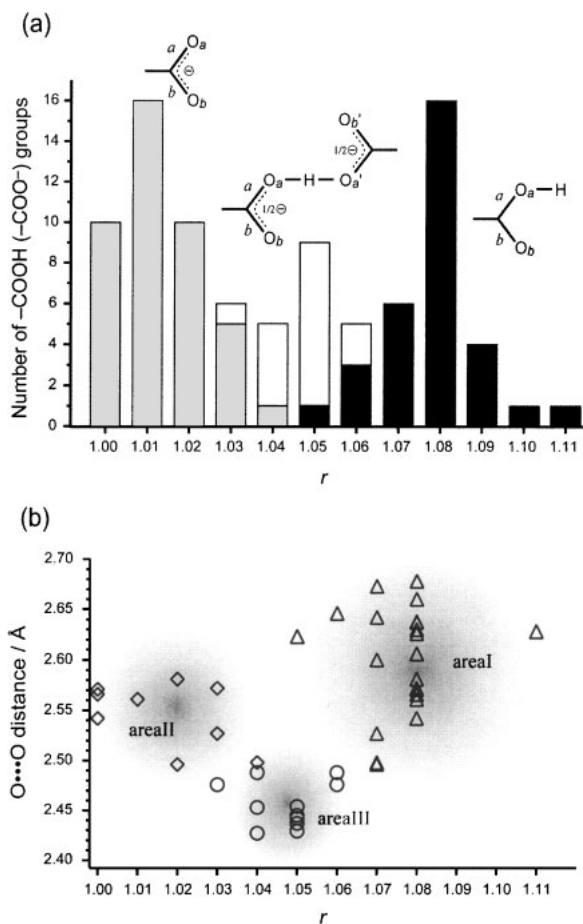 (a)
a
Oa
⊖
b
Ob
Ob'
1/2⊖
a
Oa
H
Oa'
1/2⊖
b
Ob
a
Oa
H
b
Ob
Number of –COOH (–COO⁻) groups
16
14
12
10
8
6
4
2
0
1.00 1.01 1.02 1.03 1.04 1.05 1.06 1.07 1.08 1.09 1.10 1.11
r
(b)
O•••O distance / Å
2.70
2.65
2.60
2.55
2.50
2.45
2.40
areaI
areaII
areaIII
1.00 1.01 1.02 1.03 1.04 1.05 1.06 1.07 1.08 1.09 1.10 1.11
r